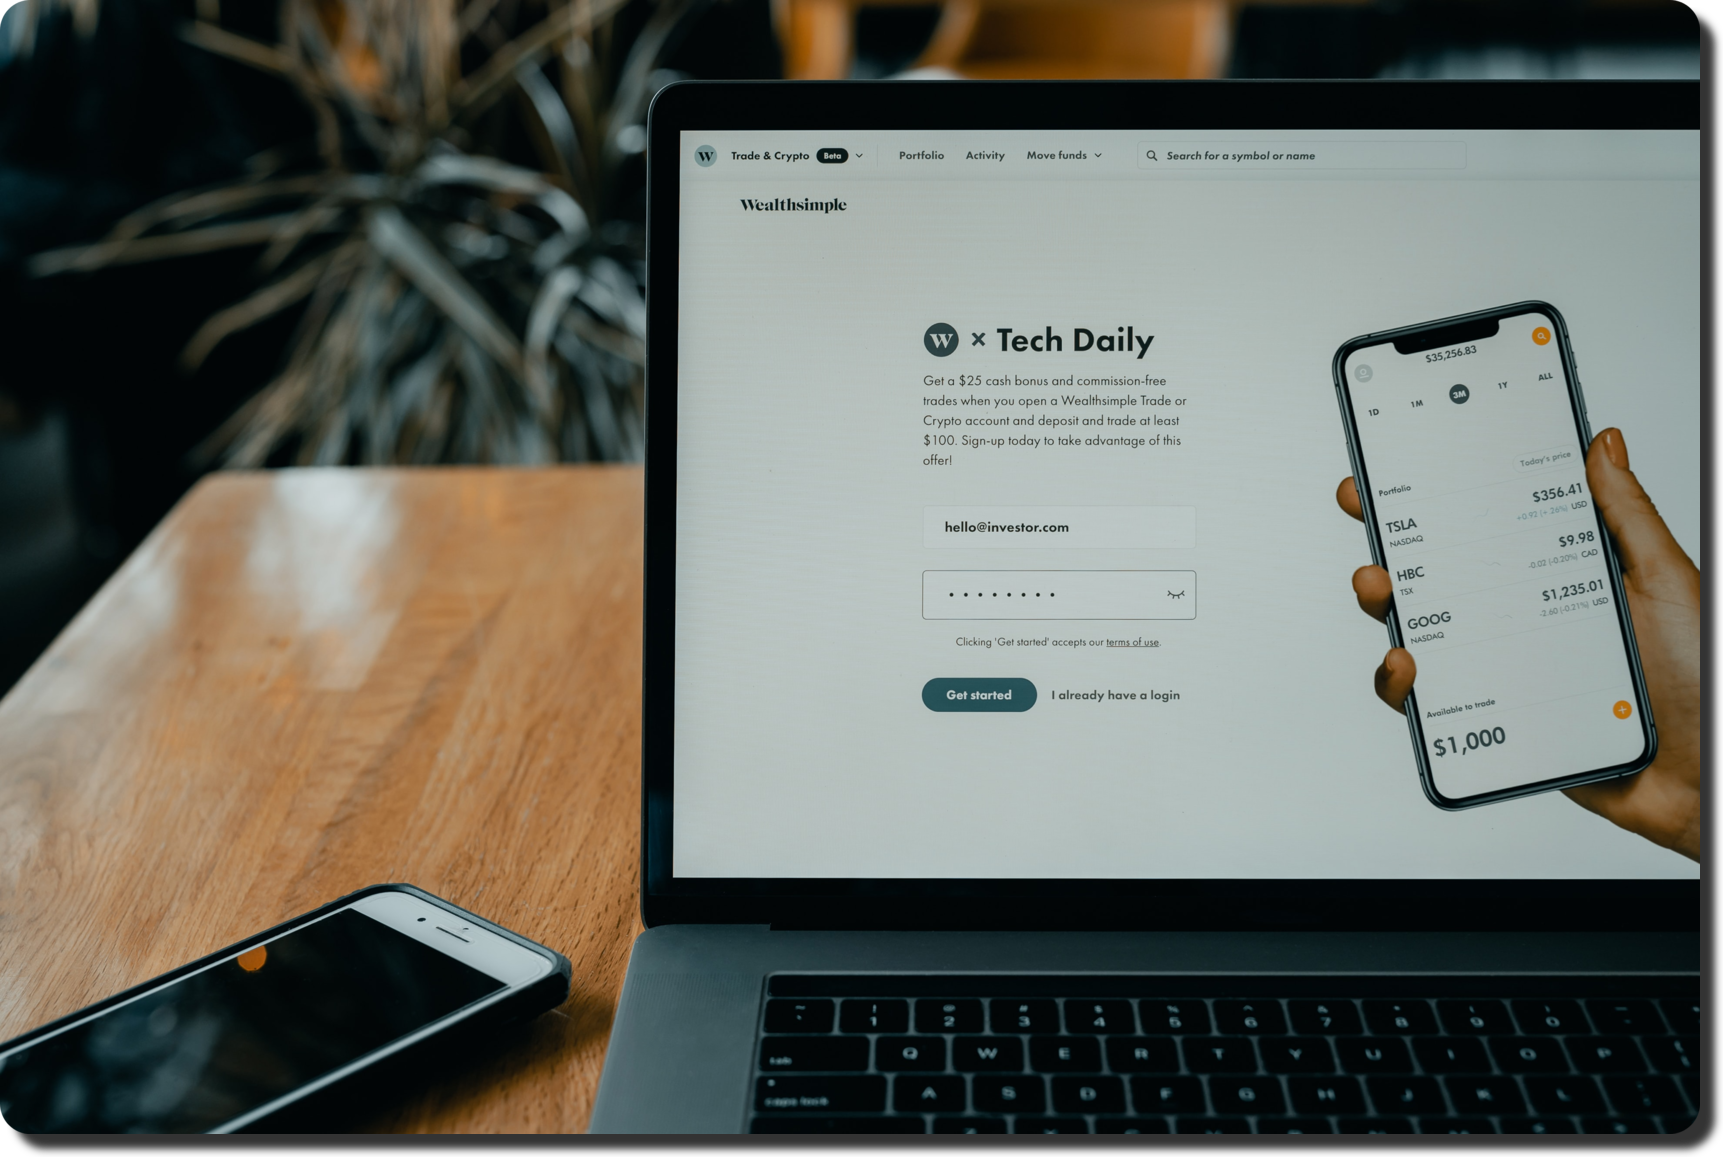 W Trade & Crypto Beta Portfolio Activity Move funds Search for a symbol or name
Wealthsimple
W × Tech Daily
Get a $25 cash bonus and commission-free
trades when you open a Wealthsimple Trade or
Crypto account and deposit and trade at least
$100. Sign-up today to take advantage of this
offer!
hello@investor.com
Clicking 'Get started' accepts our terms of use.
Get started I already have a login
$35,256.83
1D 1M 3M 1Y ALL
Today's price
Portfolio
TSLA $356.41
NASDAQ +0.92 (+.26%) USD
HBC $9.98
TSX -0.02 (-0.20%) CAD
GOOG $1,235.01
NASDAQ -2.60 (-0.21%) USD
Available to trade
$1,000
1 2 3 4 5 6 7 8 9 0
tab Q W E R T Y U I O P
caps lock A S D F G H J K L